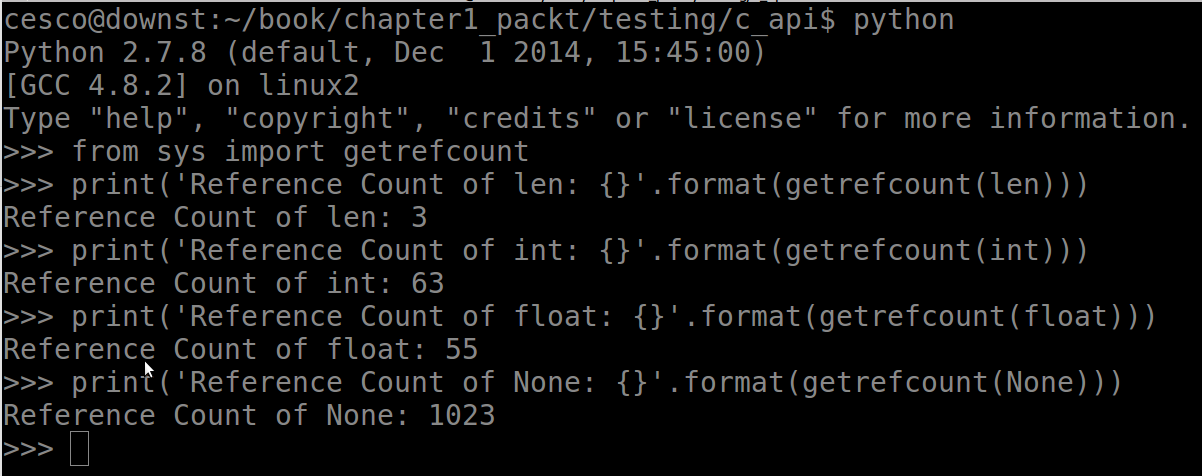 cesco@downst:~/book/chapter1_packt/testing/c_api$ python
Python 2.7.8 (default, Dec  1 2014, 15:45:00)
[GCC 4.8.2] on linux2
Type "help", "copyright", "credits" or "license" for more information.
>>> from sys import getrefcount
>>> print('Reference Count of len: {}'.format(getrefcount(len)))
Reference Count of len: 3
>>> print('Reference Count of int: {}'.format(getrefcount(int)))
Reference Count of int: 63
>>> print('Reference Count of float: {}'.format(getrefcount(float)))
Reference Count of float: 55
>>> print('Reference Count of None: {}'.format(getrefcount(None)))
Reference Count of None: 1023
>>>